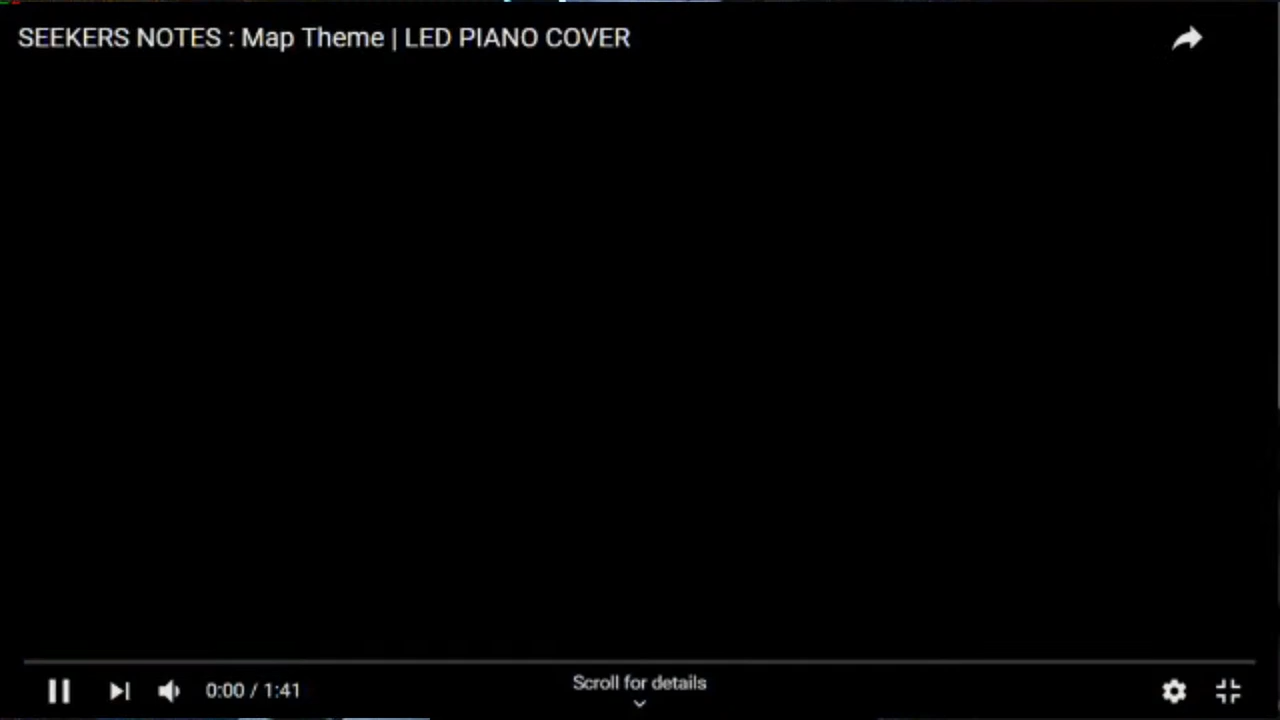 SEEKERS NOTES : Map Theme | LED PIANO COVER
0:00 / 1:41
Scroll for details